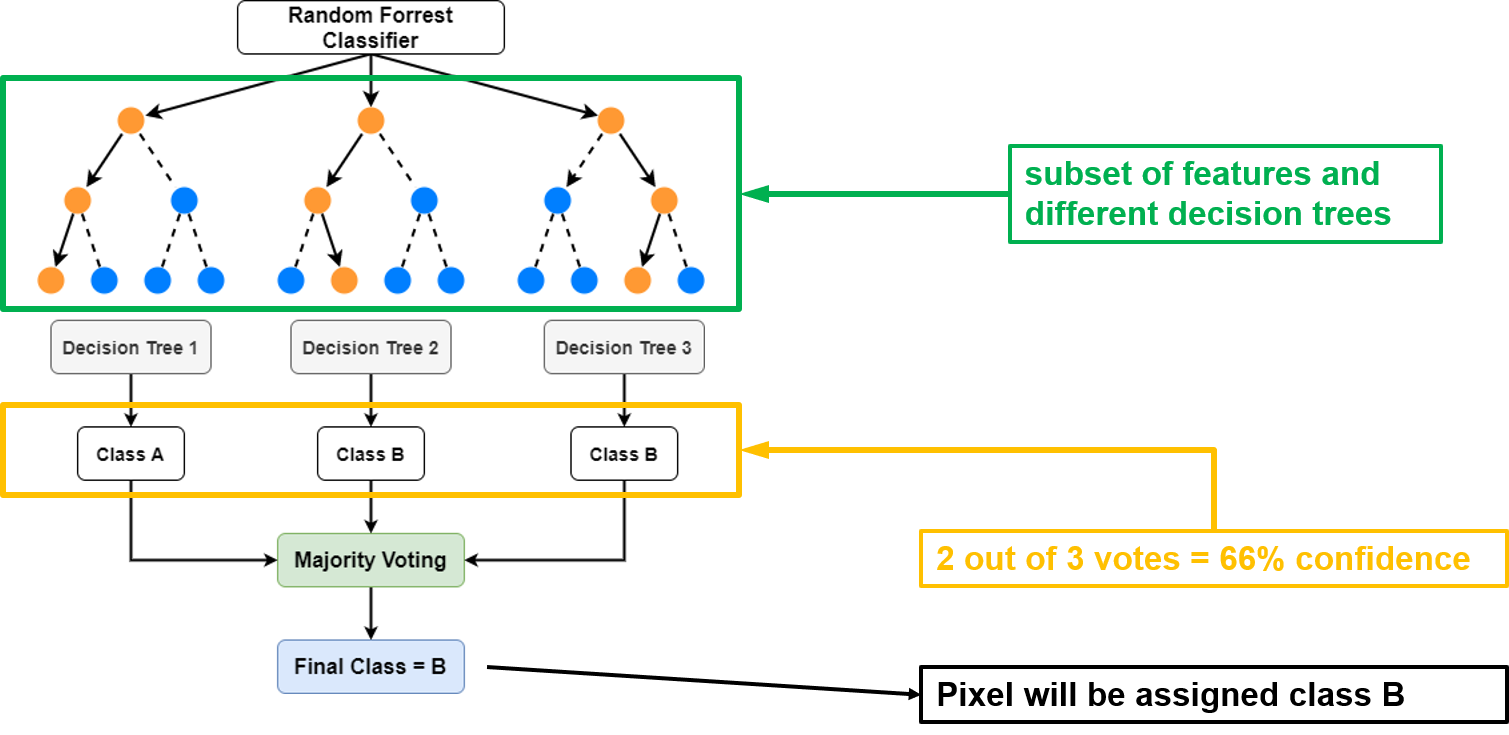 Random Forrest
Classifier
subset of features and
different decision trees
Decision Tree 1
Decision Tree 2
Decision Tree 3
Class A
Class B
Class B
Majority Voting
2 out of 3 votes = 66% confidence
Final Class = B
Pixel will be assigned class B